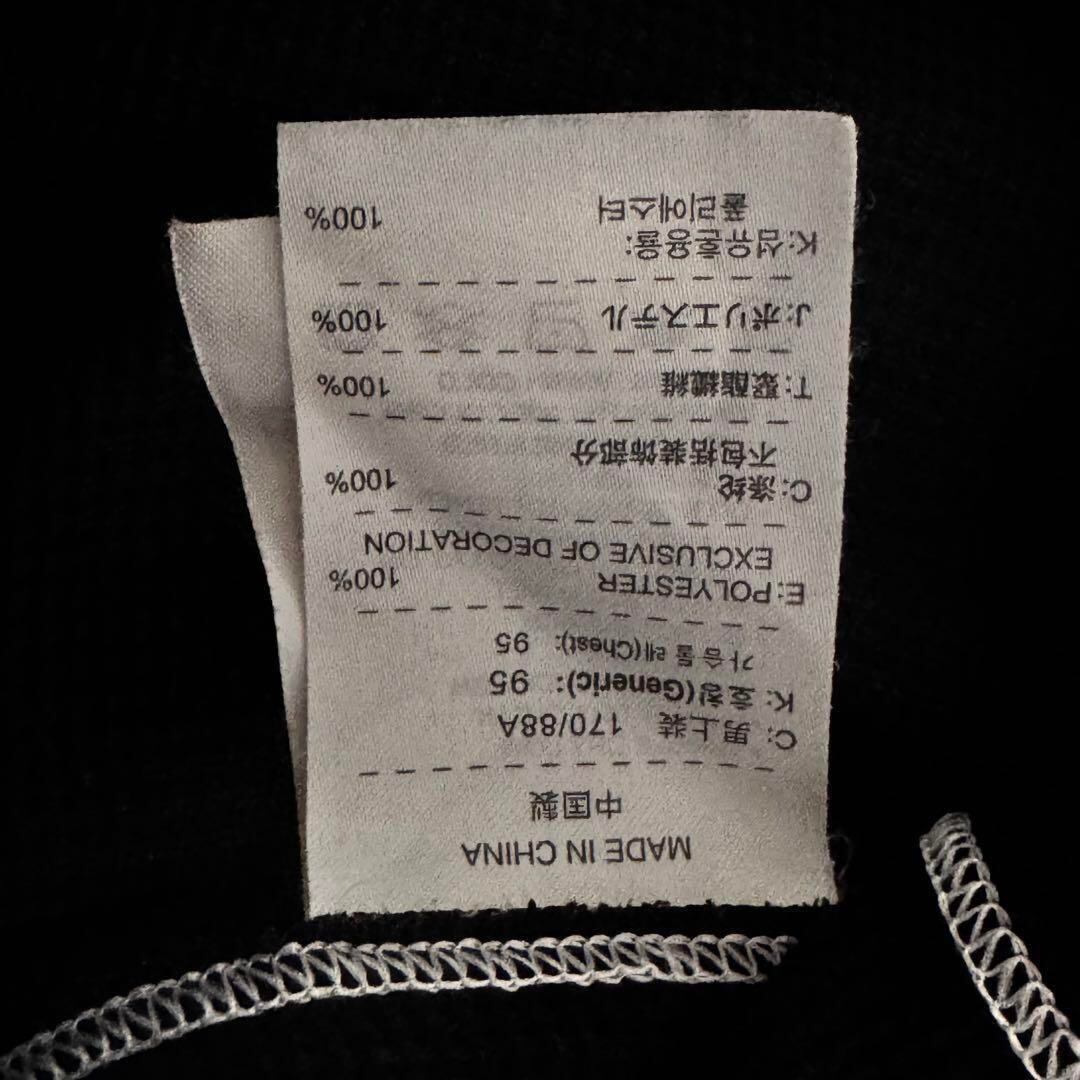 MADE IN CHINA
中国製
C: 男上装 170/88A
K: 호칭(Generic): 95
가슴둘레(Chest): 95
E:POLYESTER 100%
EXCLUSIVE OF DECORATION
C:涤纶 100%
不包括装饰部分
T:聚酯纖維 100%
J:ポリエステル 100%
K:섬유혼용율:
폴리에스터 100%